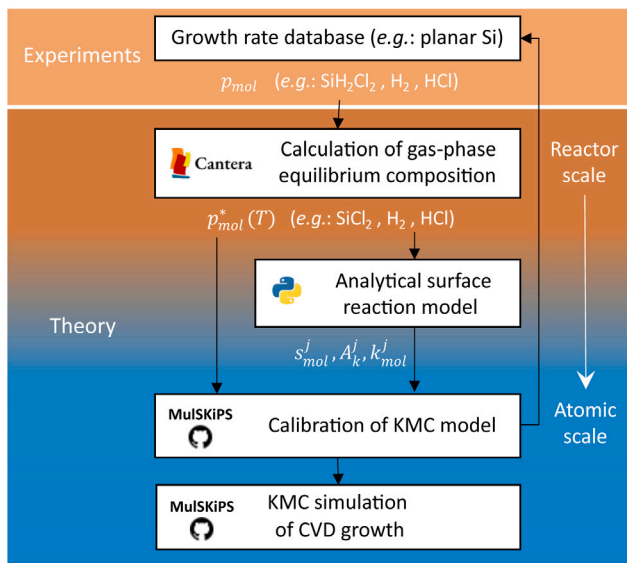 Growth rate database (e.g.: planar Si)
Experiments
p_mol (e.g.: SiH₂Cl₂ , H₂ , HCl)
Cantera
Calculation of gas-phase
equilibrium composition
Reactor
scale
p*_mol(T) (e.g.: SiCl₂ , H₂ , HCl)
Analytical surface
reaction model
Theory
s^j_mol, A^j_k, k^j_mol
MulSKiPS
Calibration of KMC model
Atomic
scale
MulSKiPS
KMC simulation
of CVD growth